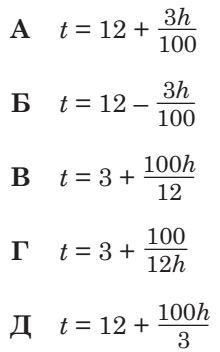 А t = 12 + 3h/100
Б t = 12 – 3h/100
В t = 3 + 100h/12
Г t = 3 + 100/12h
Д t = 12 + 100h/3